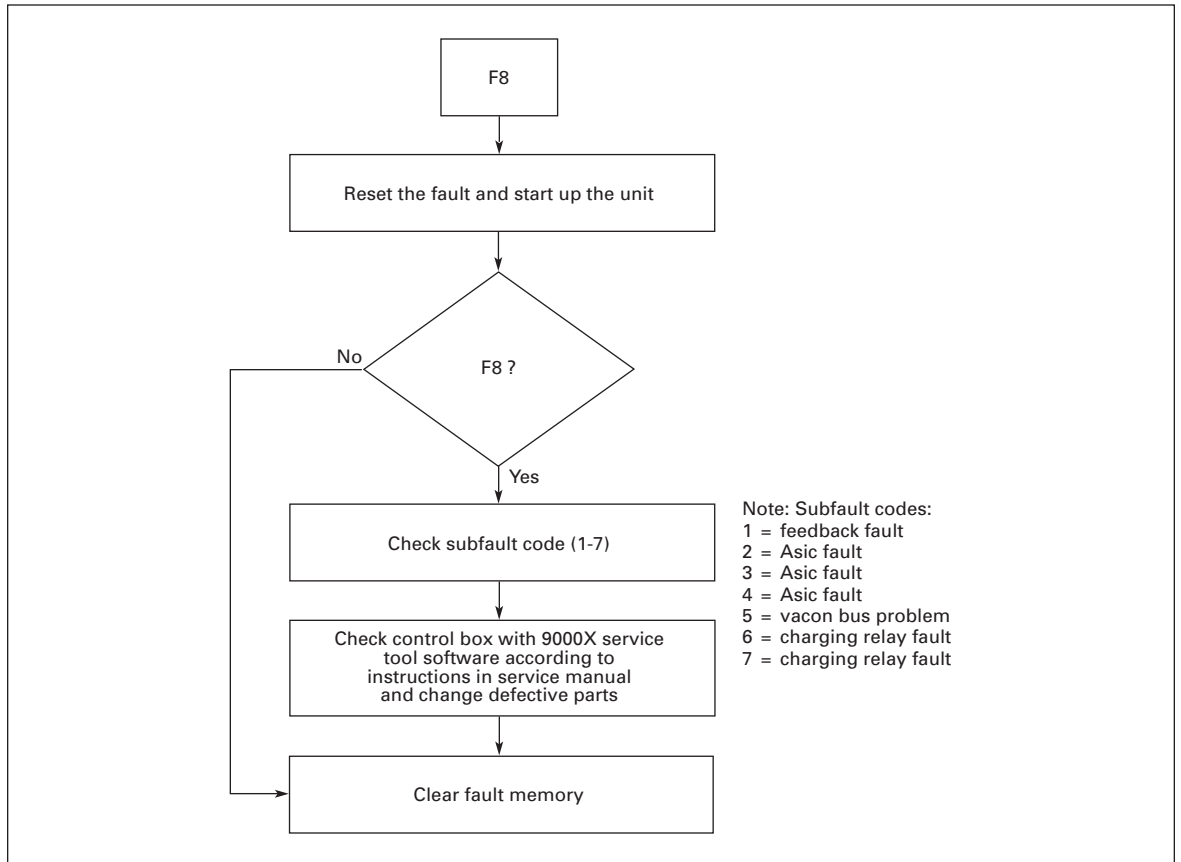 F8
Reset the fault and start up the unit
F8 ?
No
Yes
Check subfault code (1-7)
Note: Subfault codes:
1 = feedback fault
2 = Asic fault
3 = Asic fault
4 = Asic fault
5 = vacon bus problem
6 = charging relay fault
7 = charging relay fault
Check control box with 9000X service
tool software according to
instructions in service manual
and change defective parts
Clear fault memory